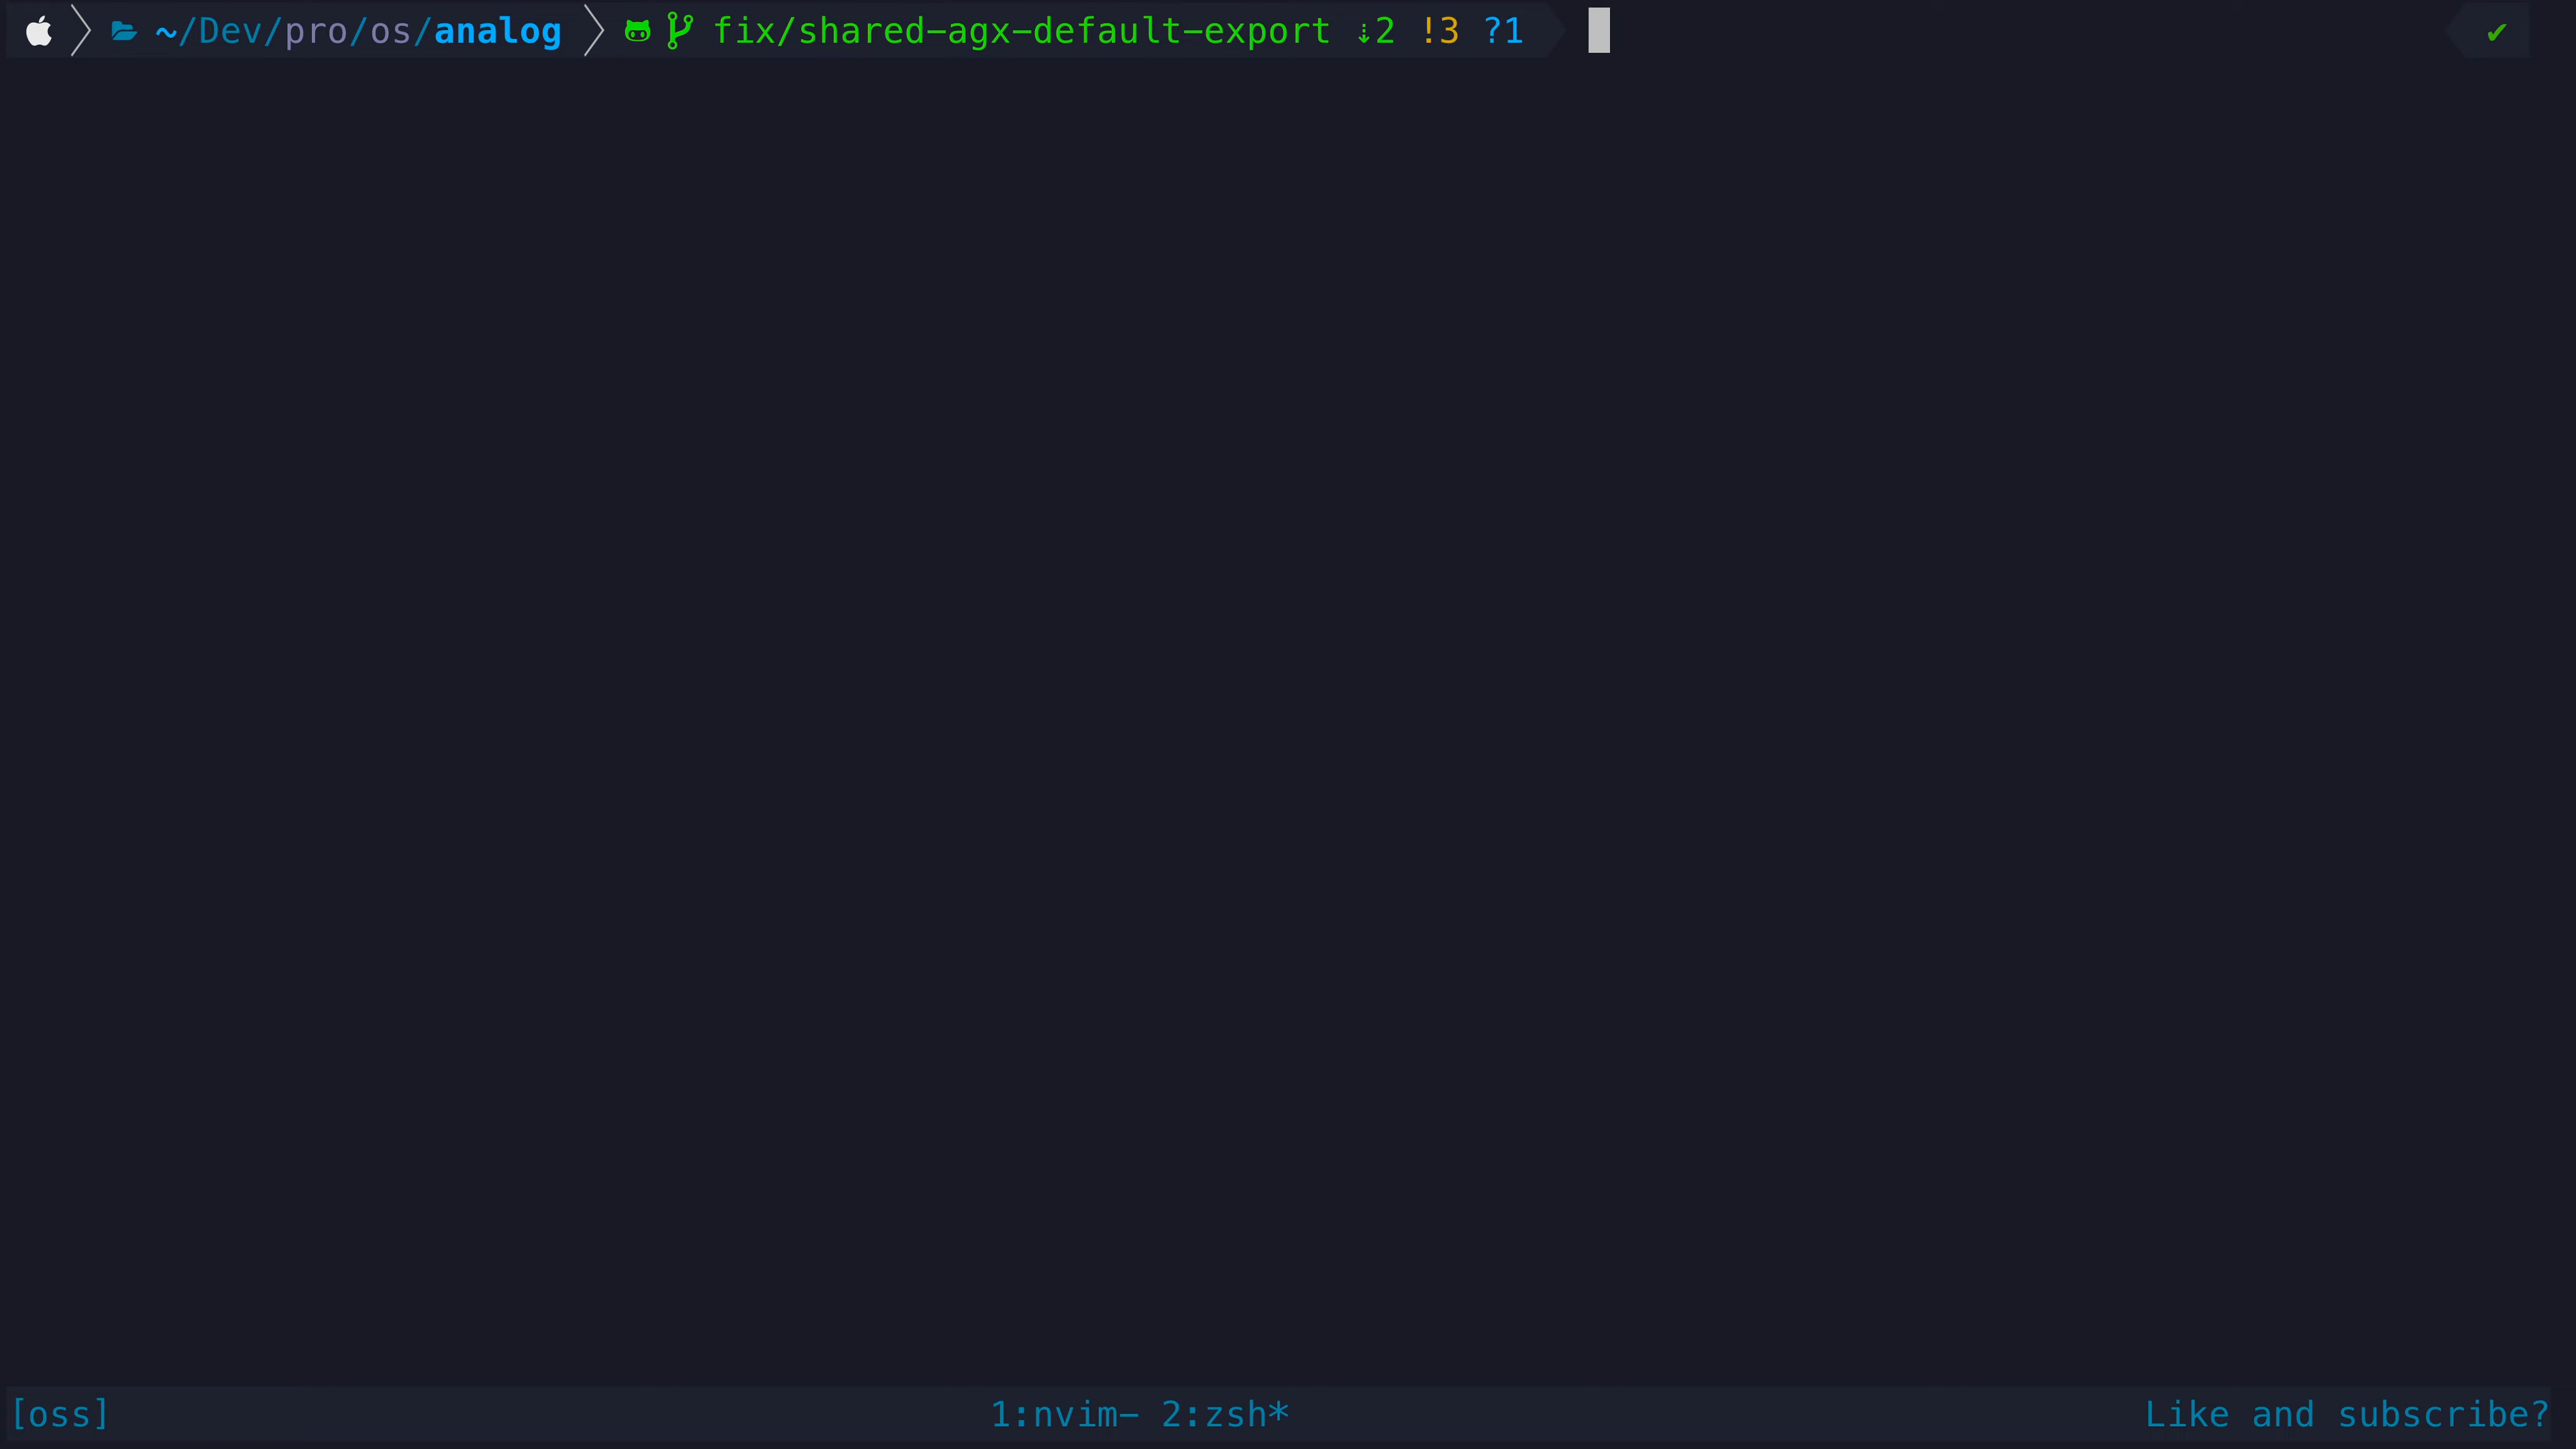 ~/Dev/pro/os/analog fix/shared-agx-default-export ⇣2 !3 ?1 ✔
[oss] 1:nvim- 2:zsh* Like and subscribe?